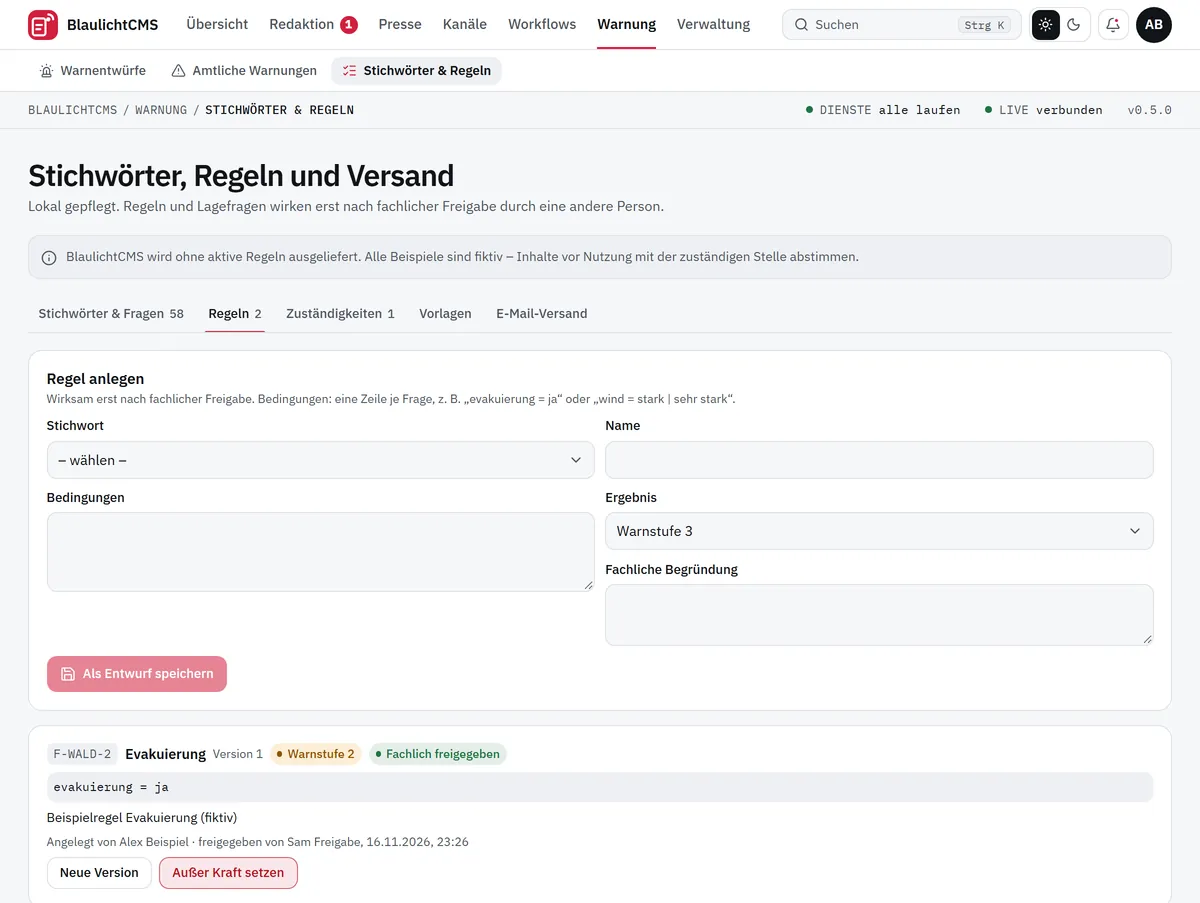 BlaulichtCMS Übersicht Redaktion 1 Presse Kanäle Workflows Warnung Verwaltung Suchen Strg K AB
Warnentwürfe Amtliche Warnungen Stichwörter & Regeln
BLAULICHTCMS / WARNUNG / STICHWÖRTER & REGELN DIENSTE alle laufen LIVE verbunden v0.5.0
Stichwörter, Regeln und Versand
Lokal gepflegt. Regeln und Lagefragen wirken erst nach fachlicher Freigabe durch eine andere Person.
BlaulichtCMS wird ohne aktive Regeln ausgeliefert. Alle Beispiele sind fiktiv – Inhalte vor Nutzung mit der zuständigen Stelle abstimmen.
Stichwörter & Fragen 58 Regeln 2 Zuständigkeiten 1 Vorlagen E-Mail-Versand
Regel anlegen
Wirksam erst nach fachlicher Freigabe. Bedingungen: eine Zeile je Frage, z. B. „evakuierung = ja“ oder „wind = stark | sehr stark“.
Stichwort Name
– wählen –
Bedingungen Ergebnis
Warnstufe 3
Fachliche Begründung
Als Entwurf speichern
F-WALD-2 Evakuierung Version 1 Warnstufe 2 Fachlich freigegeben
evakuierung = ja
Beispielregel Evakuierung (fiktiv)
Angelegt von Alex Beispiel · freigegeben von Sam Freigabe, 16.11.2026, 23:26
Neue Version Außer Kraft setzen